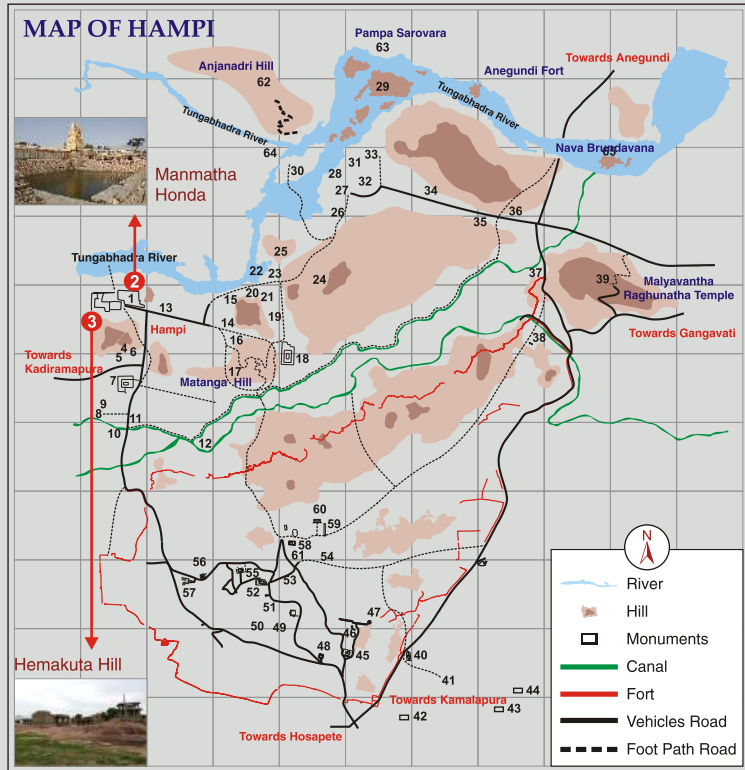 MAP OF HAMPI
Pampa Sarovara
63
Towards Anegundi
Anjanadri Hill
62
Anegundi Fort
29
Tungabhadra River
Tungabhadra River
Nava Brundavana
65
64
33
31
30
28
32
27
34
26
36
35
Manmatha
Honda
Tungabhadra River
25
22
23
24
37
39
Malyavantha
Raghunatha Temple
2
1
13
20
21
15
19
3
14
Hampi
16
18
38
Towards Gangavati
4
5
6
Towards
Kadiramapura
17
7
Matanga Hill
9
8
11
10
12
60
59
58
61
54
56
55
57
52
53
51
50
49
47
46
48
45
40
41
44
43
42
Hemakuta Hill
Towards Kamalapura
Towards Hosapete
N
River
Hill
Monuments
Canal
Fort
Vehicles Road
Foot Path Road